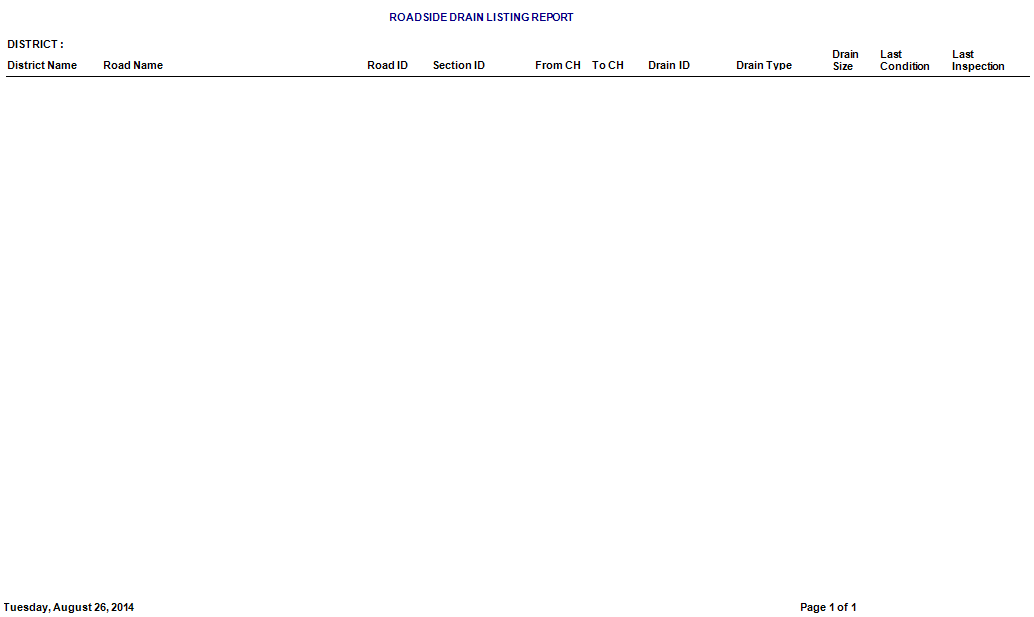 ROADSIDE DRAIN LISTING REPORT
DISTRICT :
District Name Road Name Road ID Section ID From CH To CH Drain ID Drain Type Drain Size Last Condition Last Inspection
Tuesday, August 26, 2014 Page 1 of 1